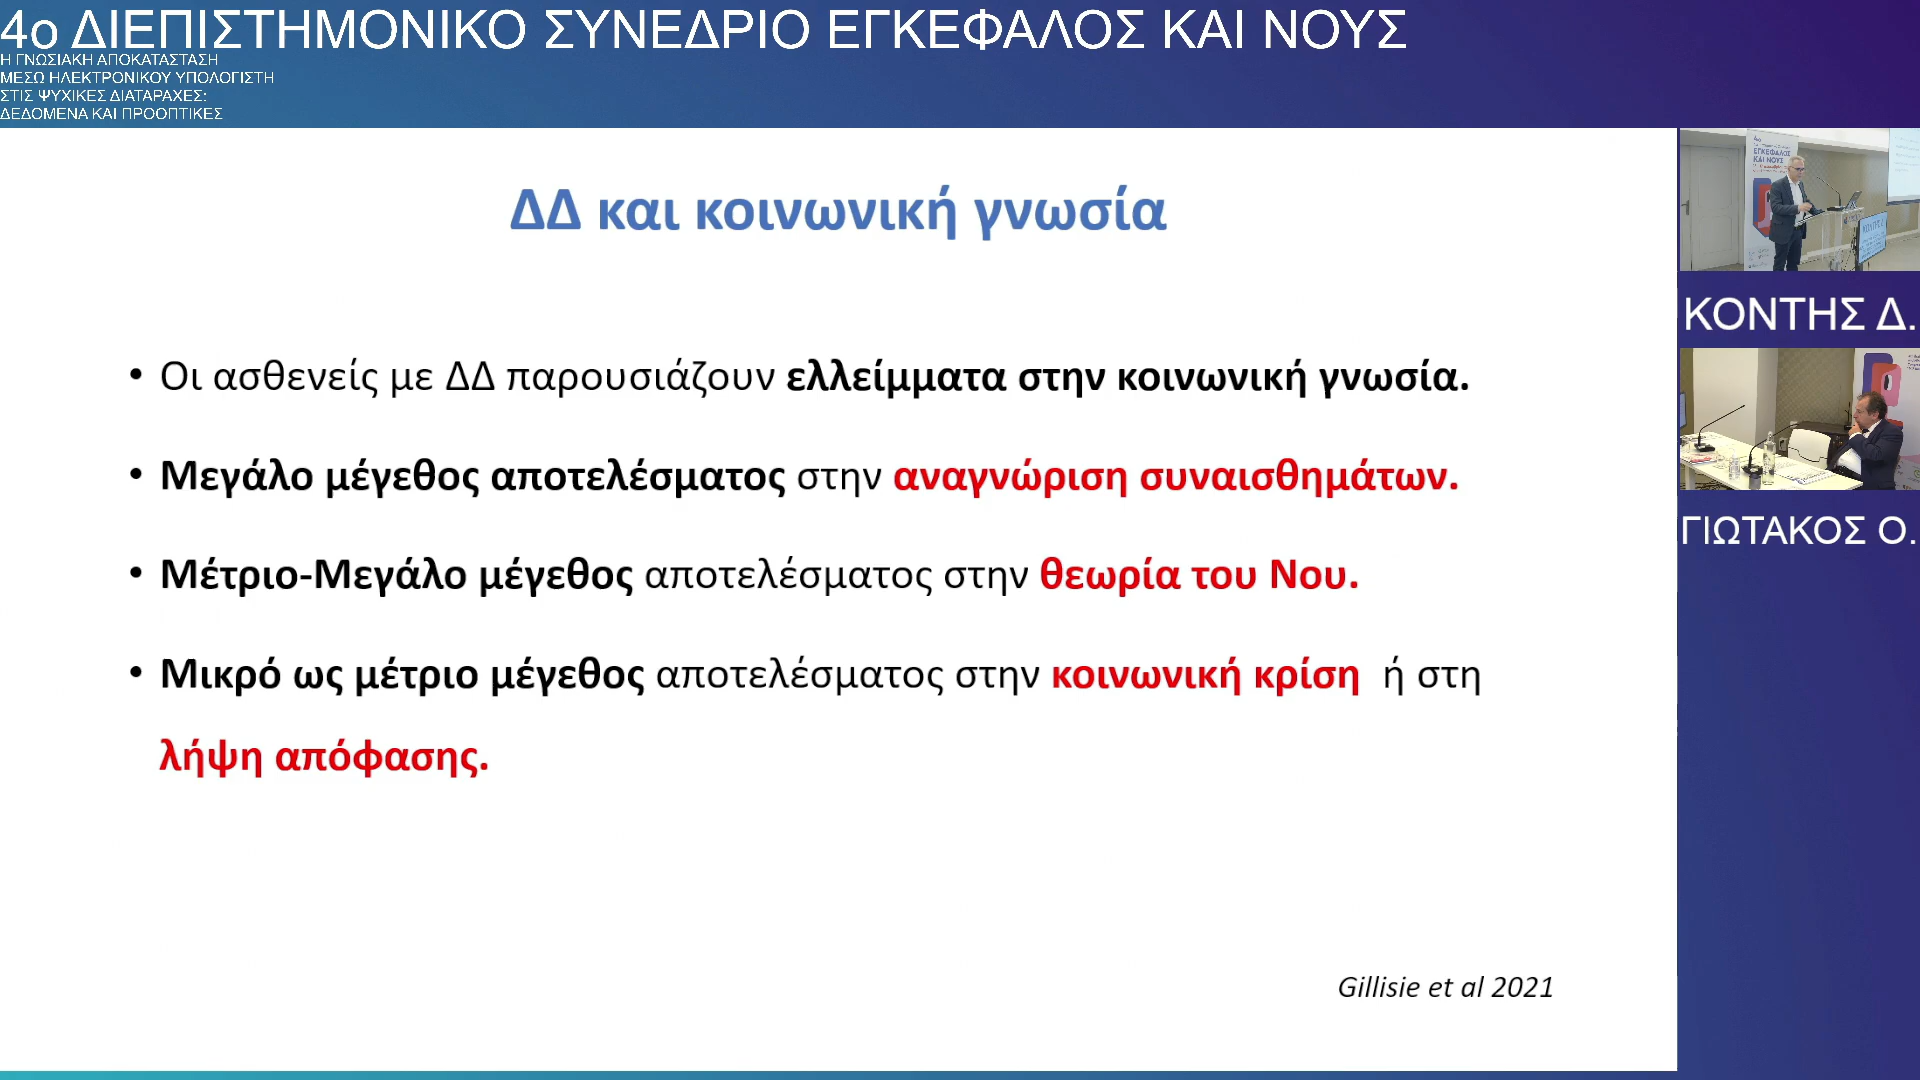 4ο ΔΙΕΠΙΣΤΗΜΟΝΙΚΟ ΣΥΝΕΔΡΙΟ ΕΓΚΕΦΑΛΟΣ ΚΑΙ ΝΟΥΣ
Η ΓΝΩΣΙΑΚΗ ΑΠΟΚΑΤΑΣΤΑΣΗ
ΜΕΣΩ ΗΛΕΚΤΡΟΝΙΚΟΥ ΥΠΟΛΟΓΙΣΤΗ
ΣΤΙΣ ΨΥΧΙΚΕΣ ΔΙΑΤΑΡΑΧΕΣ:
ΔΕΔΟΜΕΝΑ ΚΑΙ ΠΡΟΟΠΤΙΚΕΣ
ΔΔ και κοινωνική γνωσία
• Οι ασθενείς με ΔΔ παρουσιάζουν ελλείμματα στην κοινωνική γνωσία.
• Μεγάλο μέγεθος αποτελέσματος στην αναγνώριση συναισθημάτων.
• Μέτριο-Μεγάλο μέγεθος αποτελέσματος στην θεωρία του Νου.
• Μικρό ως μέτριο μέγεθος αποτελέσματος στην κοινωνική κρίση ή στη
λήψη απόφασης.
Gillisie et al 2021
ΕΓΚΕΦΑΛΟΣ
ΚΑΙ ΝΟΥΣ
ΚΟΝΤΗΣ Δ.
ΓΙΩΤΑΚΟΣ Ο.